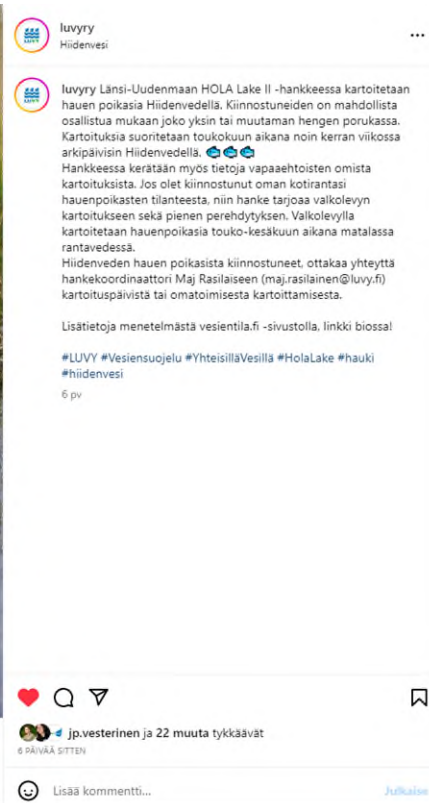 luvyry
Hiidenvesi
LUVY
LUVY
luvyry Länsi-Uudenmaan HOLA Lake II -hankkeessa kartoitetaan
hauen poikasia Hiidenvedellä. Kiinnostuneiden on mahdollista
osallistua mukaan joko yksin tai muutaman hengen porukassa.
Kartoituksia suoritetaan toukokuun aikana noin kerran viikossa
arkipäivisin Hiidenvedellä. 🐟🐟🐟
Hankkeessa kerätään myös tietoja vapaaehtoisten omista
kartoituksista. Jos olet kiinnostunut oman kotirantasi
hauenpoikasten tilanteesta, niin hanke tarjoaa valkolevyn
kartoitukseen sekä pienen perehdytyksen. Valkolevyllä
kartoitetaan hauenpoikasia touko-kesäkuun aikana matalassa
rantavedessä.
Hiidenveden hauen poikasista kiinnostuneet, ottakaa yhteyttä
hankekoordinaattori Maj Rasilaiseen (maj.rasilainen@luvy.fi)
kartoituspäivistä tai omatoimisesta kartoittamisesta.
Lisätietoja menetelmästä vesientila.fi -sivustolla, linkki biossa!
#LUVY #Vesiensuojelu #YhteisilläVesillä #HolaLake #hauki
#hiidenvesi
6 pv
jp.vesterinen ja 22 muuta tykkäävät
6 PÄIVÄÄ SITTEN
Lisää kommentti...
Julkaise